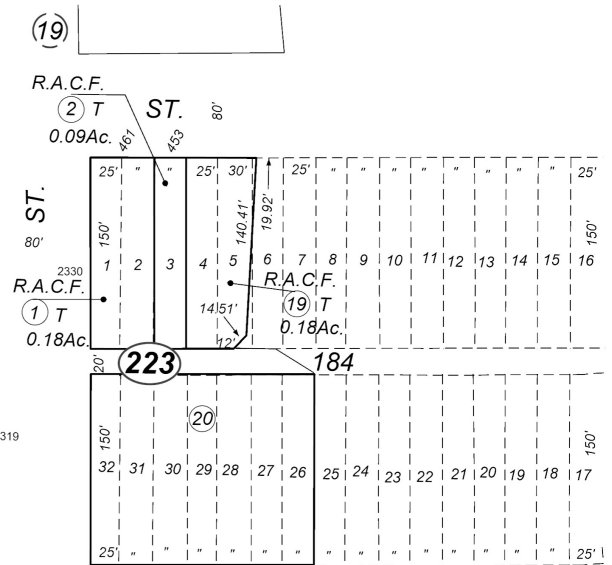 (19)
R.A.C.F.
2 T ST. 80'
0.09Ac. 461 453
25' " " 25' 30' 25' " " " " " " " " 25'
ST.
80'
150' 140.41' 19.92' 150'
2330 1 2 3 4 5 6 7 8 9 10 11 12 13 14 15 16
R.A.C.F. R.A.C.F.
1 T 14.51' 19 T
0.18Ac. 12' 0.18Ac.
20' 223 184
20
319
150' 150'
32 31 30 29 28 27 26 25 24 23 22 21 20 19 18 17
25' " " " " " " " " " " " " " 25'